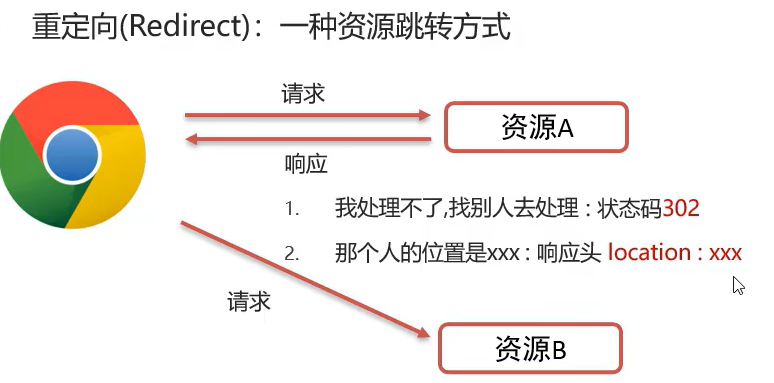 重定向(Redirect)：一种资源跳转方式
请求
资源A
响应
1. 我处理不了,找别人去处理 : 状态码302
2. 那个人的位置是xxx : 响应头 location : xxx
请求
资源B